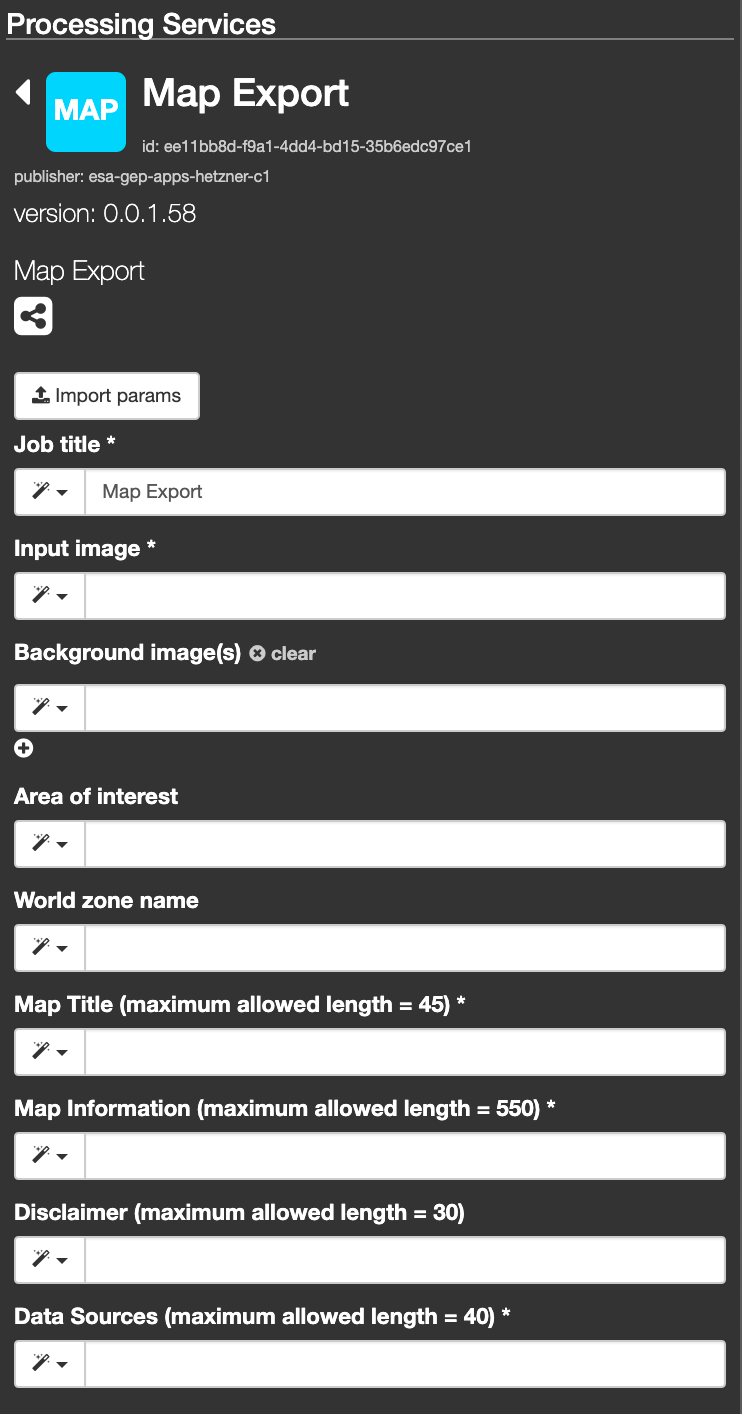 Processing Services
MAP
Map Export
id: ee11bb8d-f9a1-4dd4-bd15-35b6edc97ce1
publisher: esa-gep-apps-hetzner-c1
version: 0.0.1.58
Map Export
Import params
Job title *
Map Export
Input image *
Background image(s) clear
Area of interest
World zone name
Map Title (maximum allowed length = 45) *
Map Information (maximum allowed length = 550) *
Disclaimer (maximum allowed length = 30)
Data Sources (maximum allowed length = 40) *